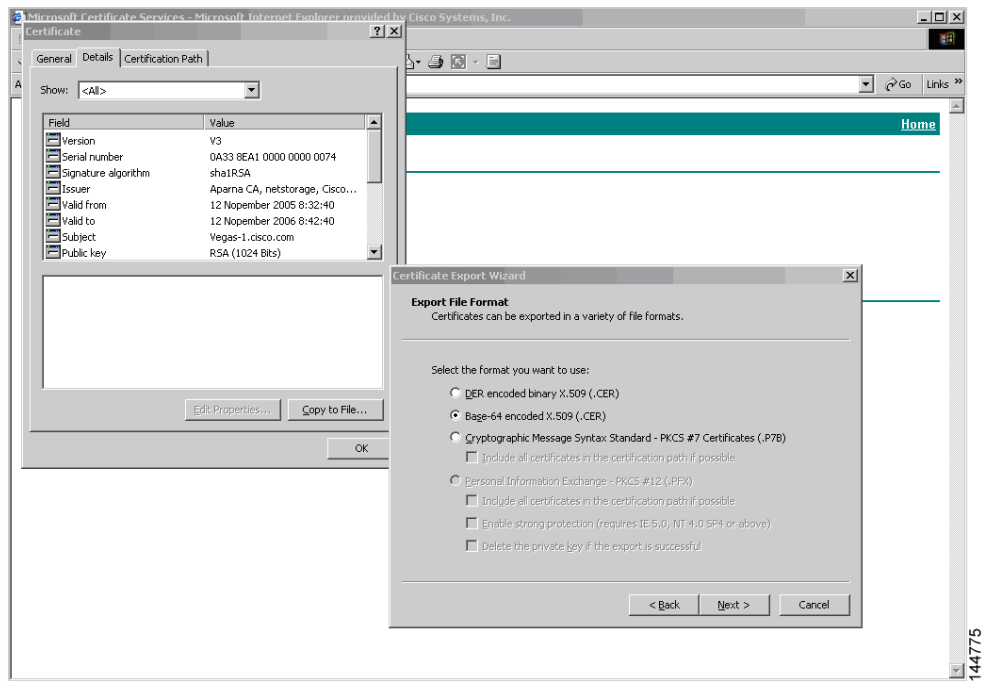 Microsoft Certificate Services - Microsoft Internet Explorer provided by Cisco Systems, Inc.
Certificate
General Details Certification Path
Show: <All>
Field Value
Version V3
Serial number 0A33 8EA1 0000 0000 0074
Signature algorithm sha1RSA
Issuer Aparna CA, netstorage, Cisco...
Valid from 12 Nopember 2005 8:32:40
Valid to 12 Nopember 2006 8:42:40
Subject Vegas-1.cisco.com
Public key RSA (1024 Bits)
Edit Properties... Copy to File...
OK
Go Links »
Home
Certificate Export Wizard
Export File Format
Certificates can be exported in a variety of file formats.
Select the format you want to use:
DER encoded binary X.509 (.CER)
Base-64 encoded X.509 (.CER)
Cryptographic Message Syntax Standard - PKCS #7 Certificates (.P7B)
Include all certificates in the certification path if possible
Personal Information Exchange - PKCS #12 (.PFX)
Include all certificates in the certification path if possible
Enable strong protection (requires IE 5.0, NT 4.0 SP4 or above)
Delete the private key if the export is successful
< Back Next > Cancel
144775